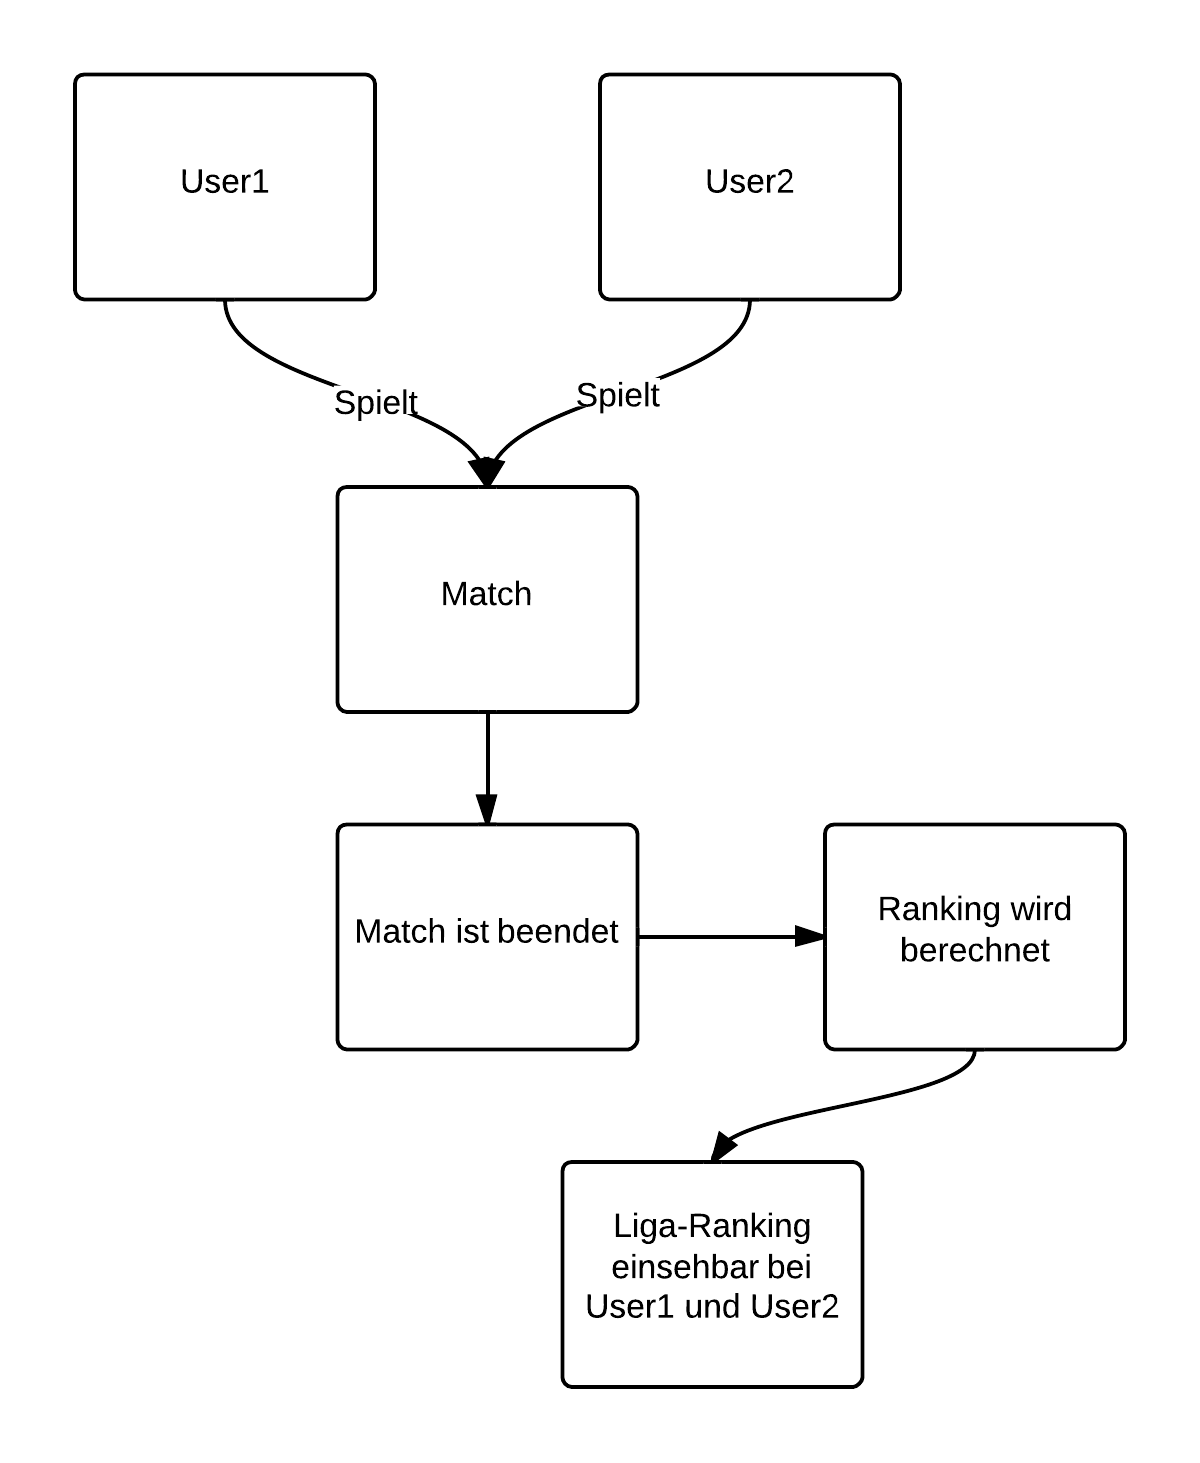 User1
User2
Spielt
Spielt
Match
Match ist beendet
Ranking wird
berechnet
Liga-Ranking
einsehbar bei
User1 und User2